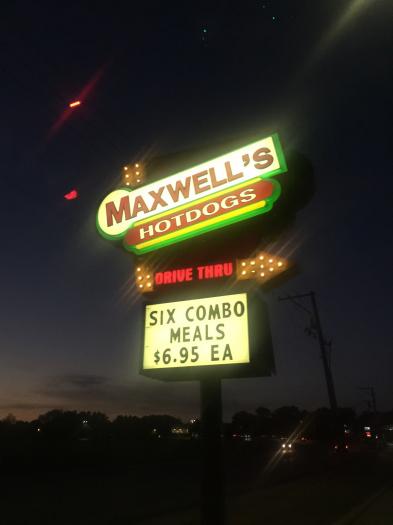 MAXWELL'S
HOTDOGS
DRIVE THRU
SIX COMBO
MEALS
$6.95 EA